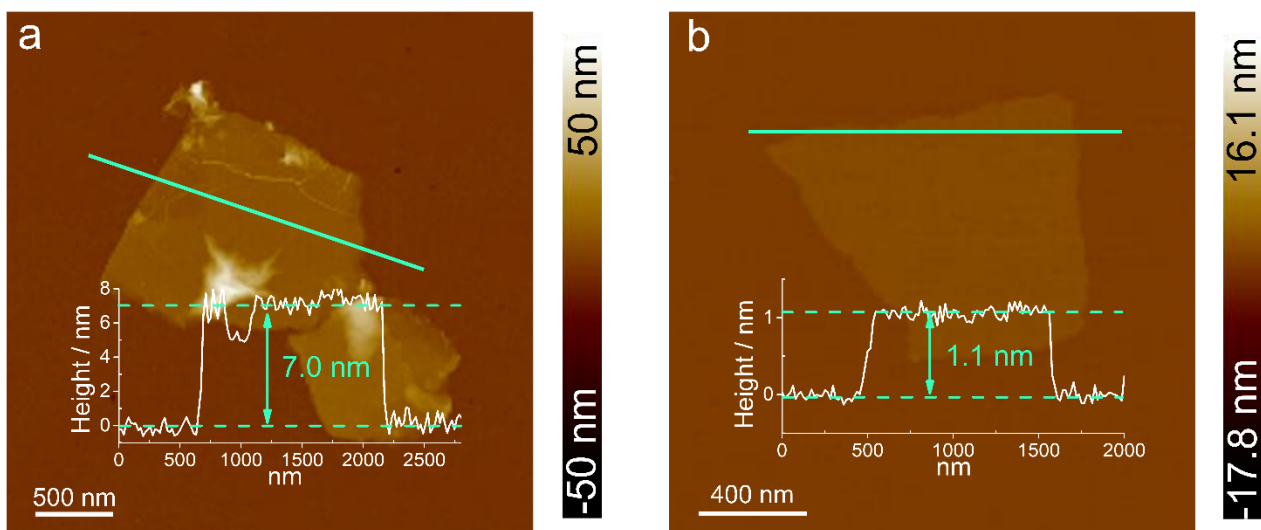 a
50 nm
-50 nm
8
6
4
2
0
Height / nm
7.0 nm
0 500 1000 1500 2000 2500
nm
500 nm
b
16.1 nm
-17.8 nm
1
0
Height / nm
1.1 nm
0 500 1000 1500 2000
nm
400 nm